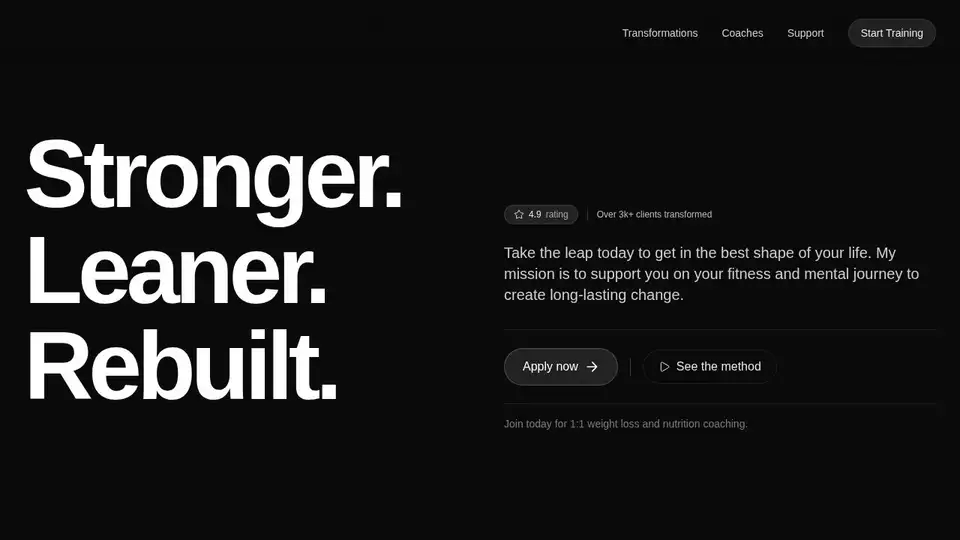 Transformations
Coaches
Support
Start Training
Stronger.
Leaner.
Rebuilt.
4.9 rating
Over 3k+ clients transformed
Take the leap today to get in the best shape of your life. My
mission is to support you on your fitness and mental journey to
create long-lasting change.
Apply now
See the method
Join today for 1:1 weight loss and nutrition coaching.